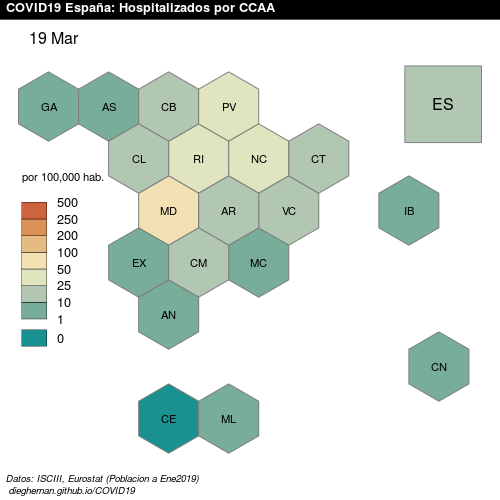 COVID19 España: Hospitalizados por CCAA
19 Mar
GA
AS
CB
PV
ES
CL
RI
NC
CT
por 100,000 hab.
MD
AR
VC
IB
500
250
200
100
50
25
10
1
0
EX
CM
MC
AN
CN
CE
ML
Datos: ISCIII, Eurostat (Poblacion a Ene2019)
dieghernan.github.io/COVID19